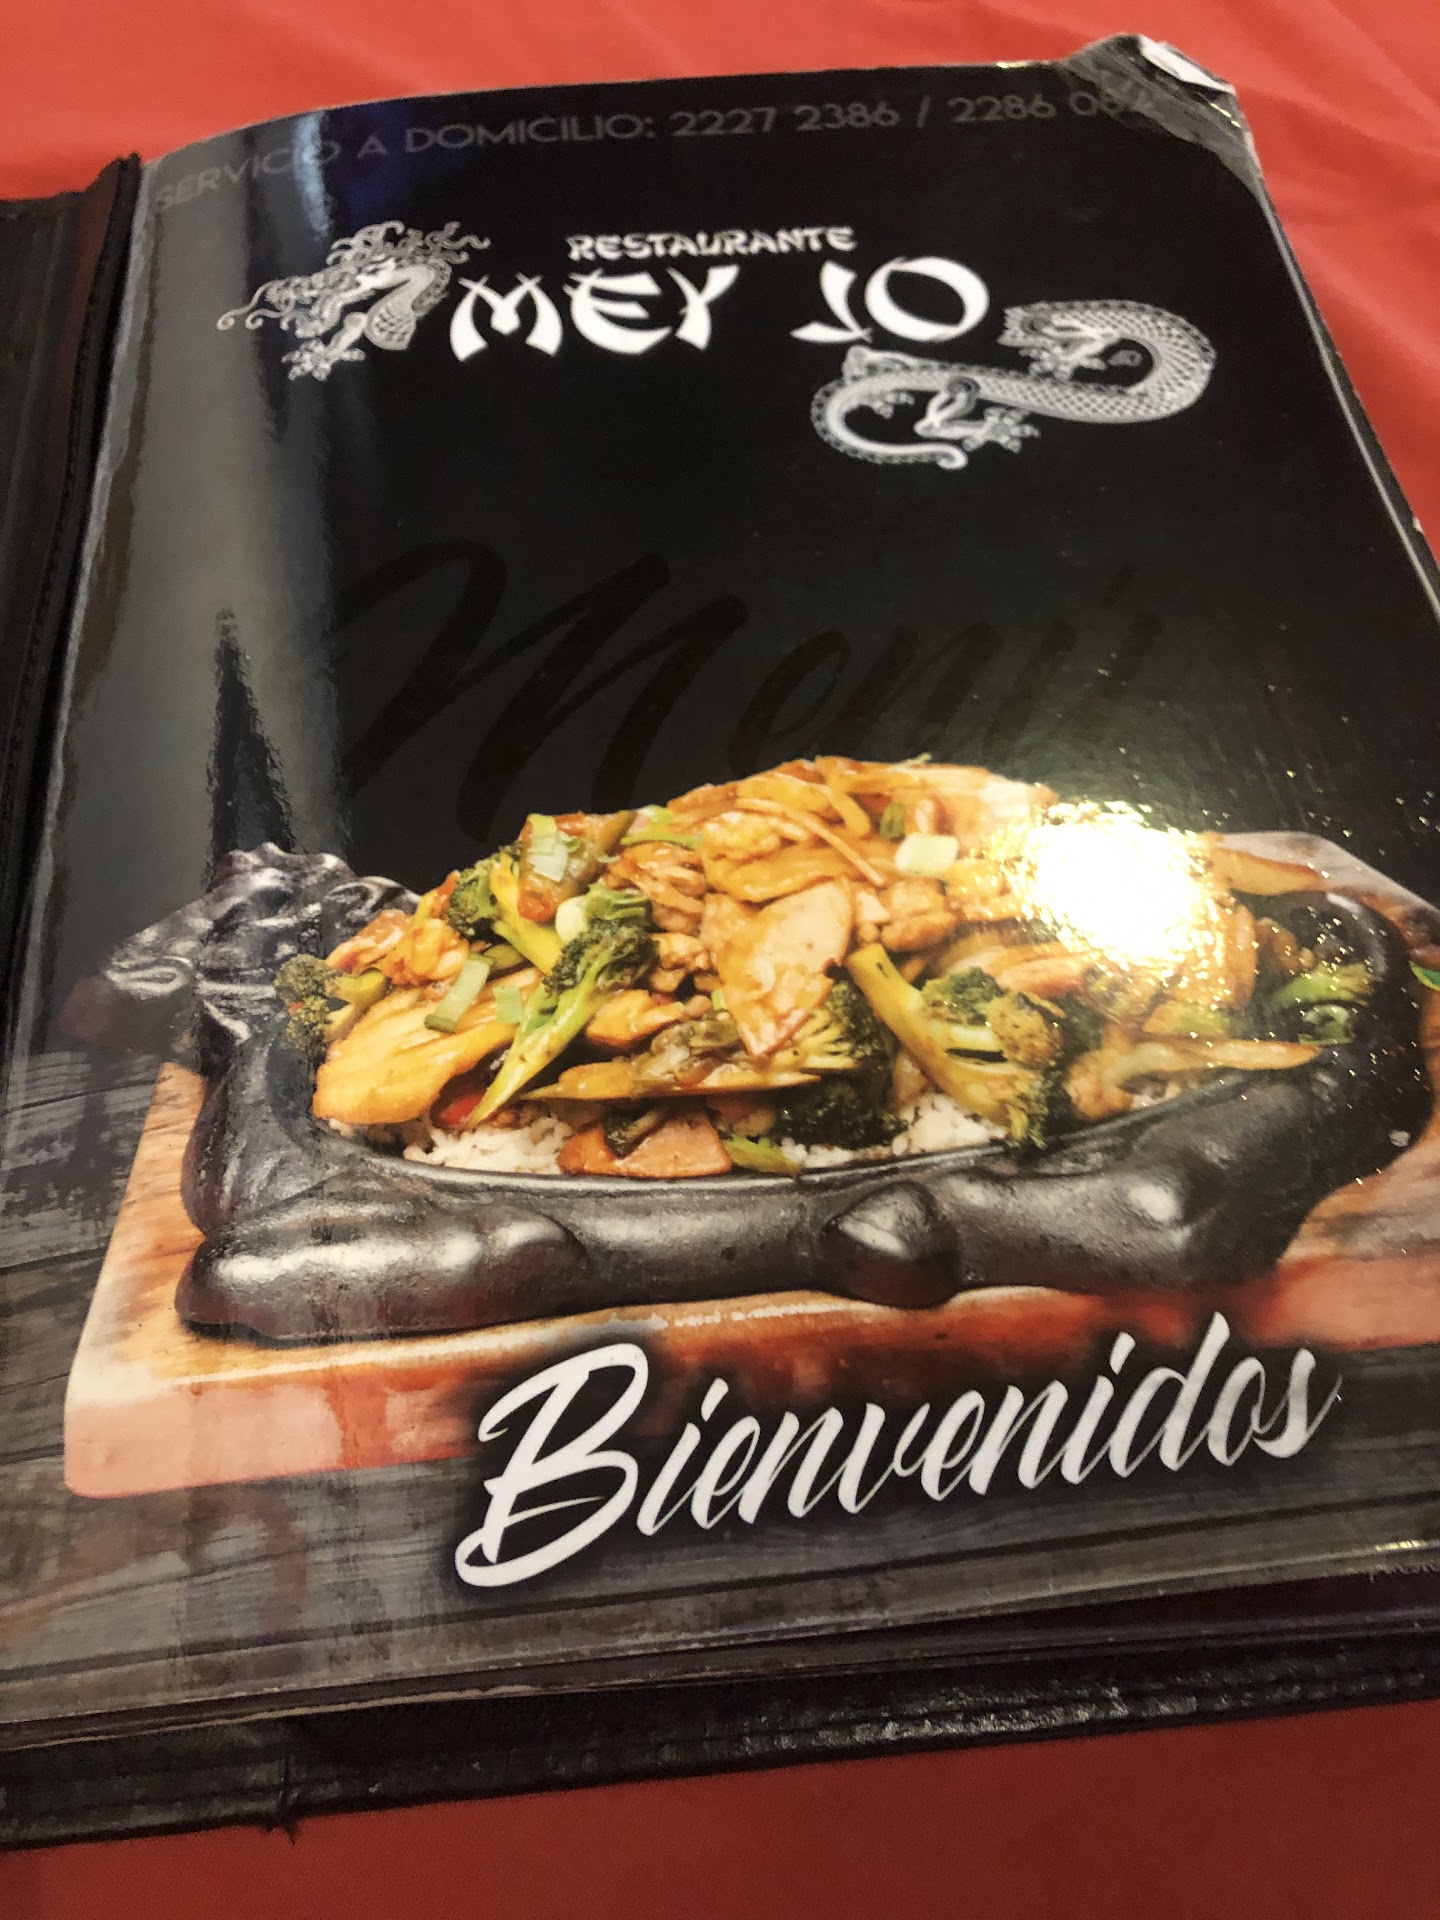 SERVICIO A DOMICILIO: 2227 2386 / 2286
RESTAURANTE
MEY JO
Menú
Bienvenidos